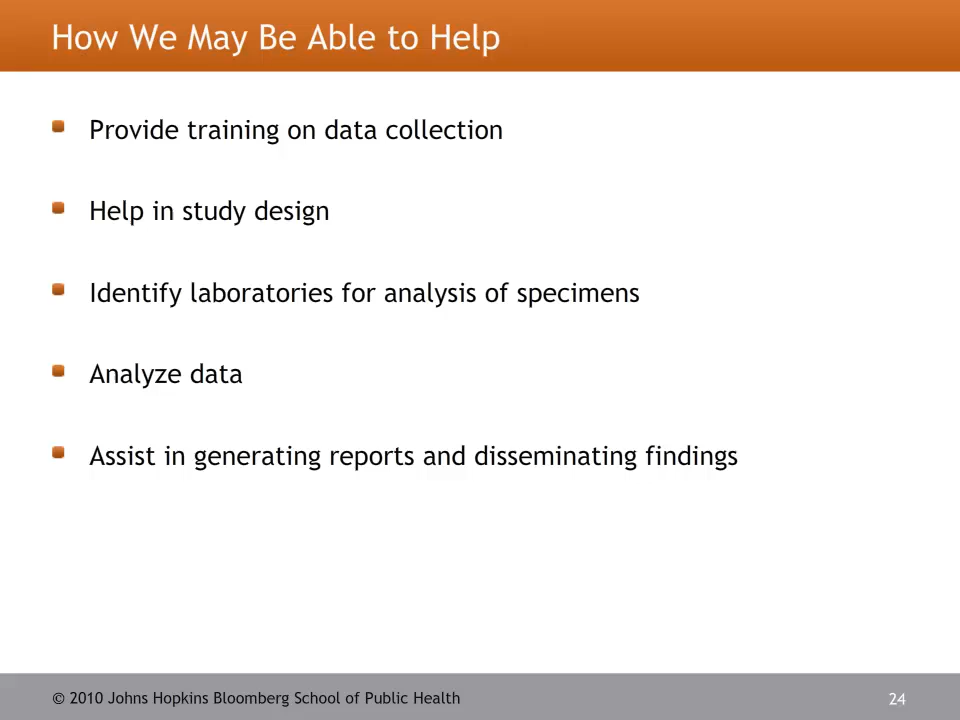 How We May Be Able to Help
Provide training on data collection
Help in study design
Identify laboratories for analysis of specimens
Analyze data
Assist in generating reports and disseminating findings
© 2010 Johns Hopkins Bloomberg School of Public Health
24